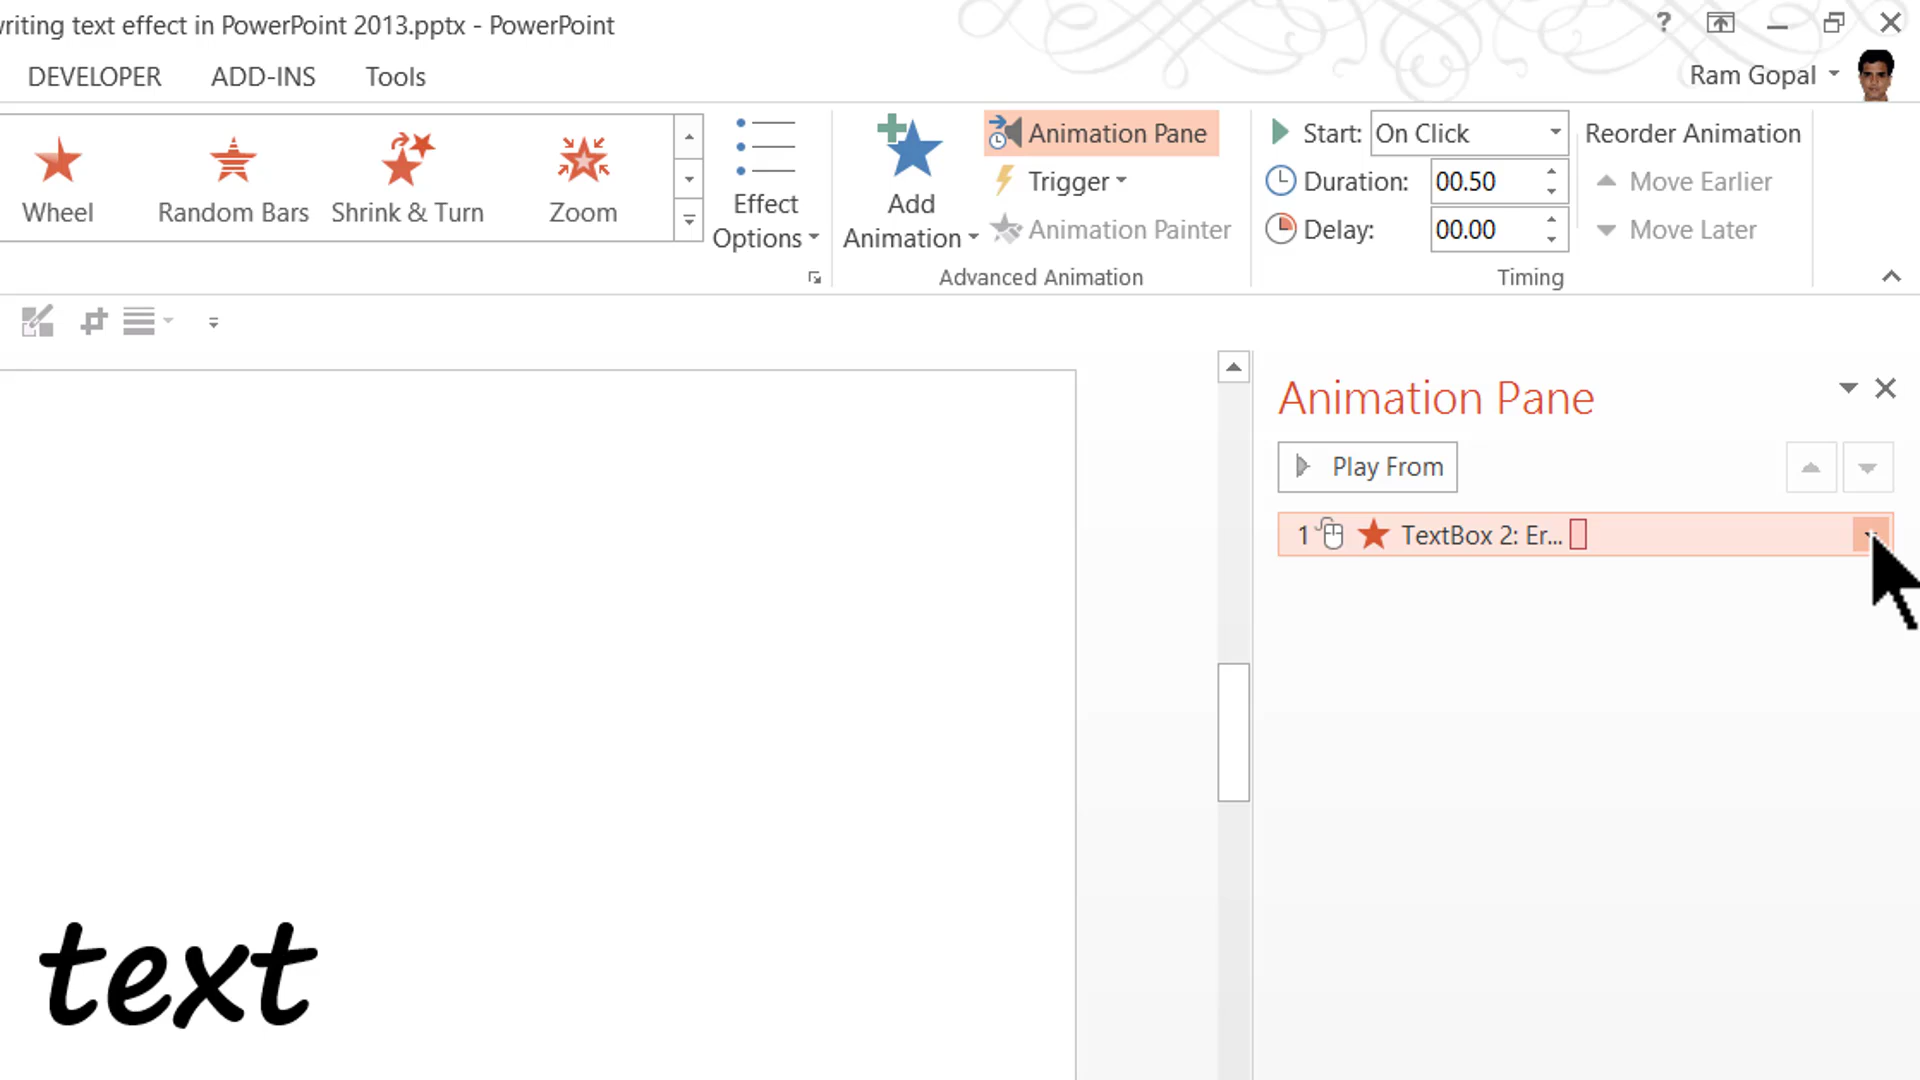 writing text effect in PowerPoint 2013.pptx - PowerPoint
?
DEVELOPER ADD-INS Tools Ram Gopal
Wheel Random Bars Shrink & Turn Zoom
Effect Options
Add Animation
Animation Pane
Trigger
Animation Painter
Advanced Animation
Start: On Click
Duration: 00.50
Delay: 00.00
Reorder Animation
Move Earlier
Move Later
Timing
Animation Pane
Play From
1 TextBox 2: Er...
text